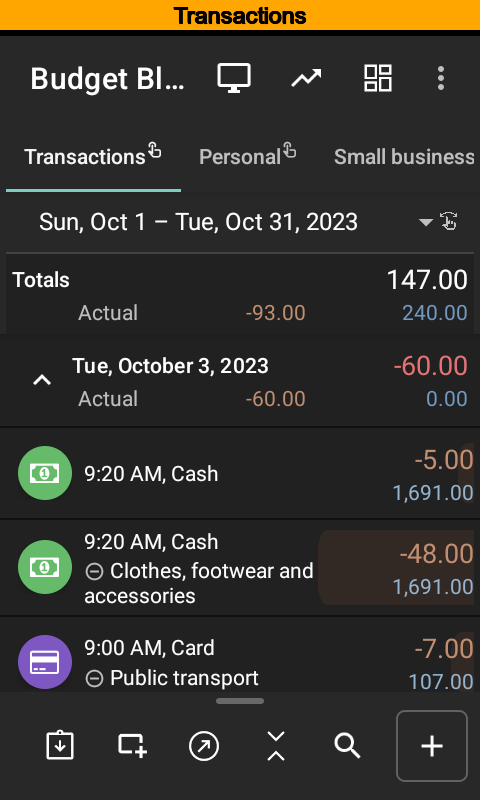 Transactions
Budget Bl...
Transactions Personal Small business
Sun, Oct 1 – Tue, Oct 31, 2023
Totals 147.00
Actual -93.00 240.00
Tue, October 3, 2023 -60.00
Actual -60.00 0.00
9:20 AM, Cash -5.00
1,691.00
9:20 AM, Cash -48.00
Clothes, footwear and 1,691.00
accessories
9:00 AM, Card -7.00
Public transport 107.00